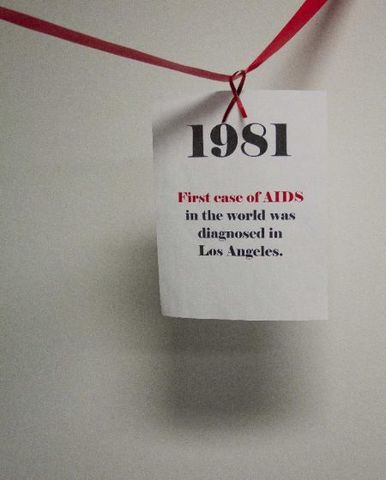 1981
First case of AIDS
in the world was
diagnosed in
Los Angeles.